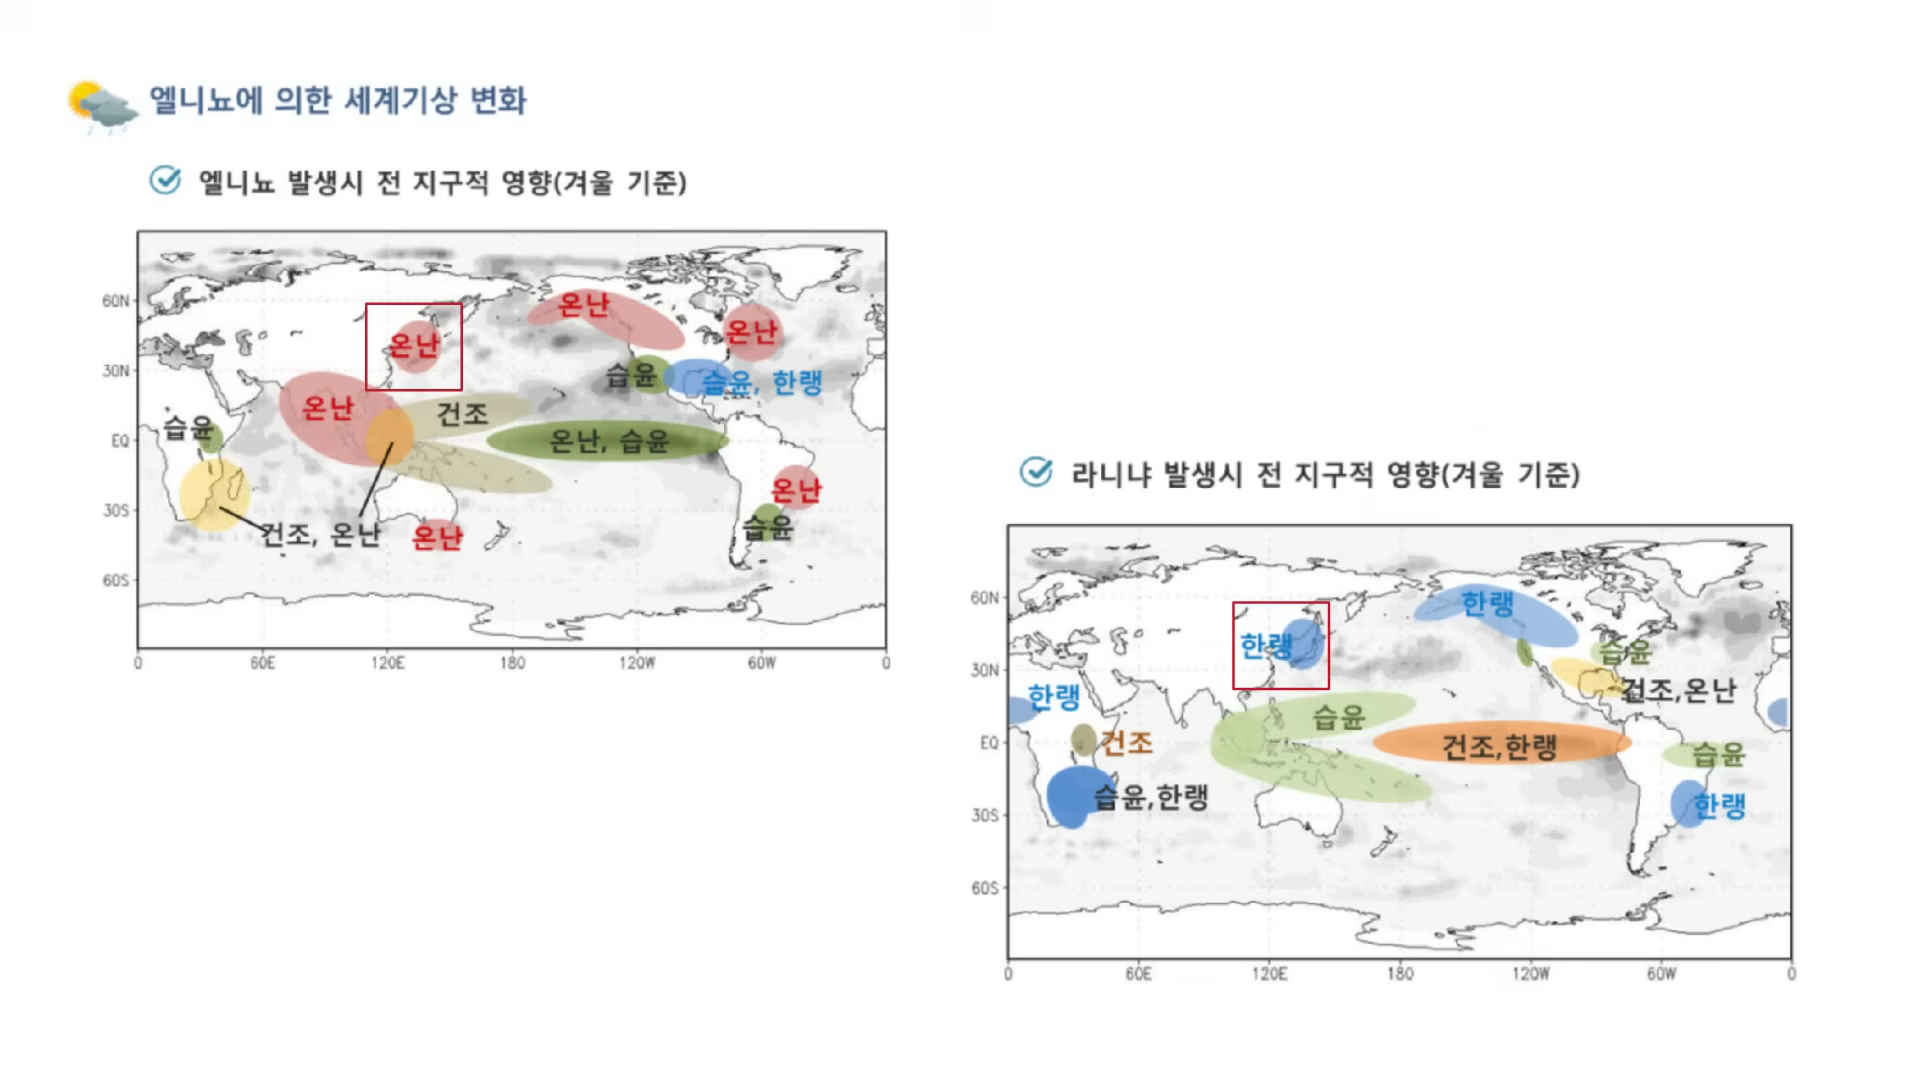 엘니뇨에 의한 세계기상 변화
엘니뇨 발생시 전 지구적 영향(겨울 기준)
60N
30N
EQ
30S
60S
0
60E
120E
180
120W
60W
0
온난
온난
온난
온난
습윤
습윤, 한랭
건조
습윤
온난, 습윤
온난
습윤
건조, 온난
온난
라니냐 발생시 전 지구적 영향(겨울 기준)
60N
30N
EQ
30S
60S
0
60E
120E
180
120W
60W
0
한랭
한랭
습윤
건조,온난
한랭
습윤
건조
건조,한랭
습윤
습윤,한랭
한랭